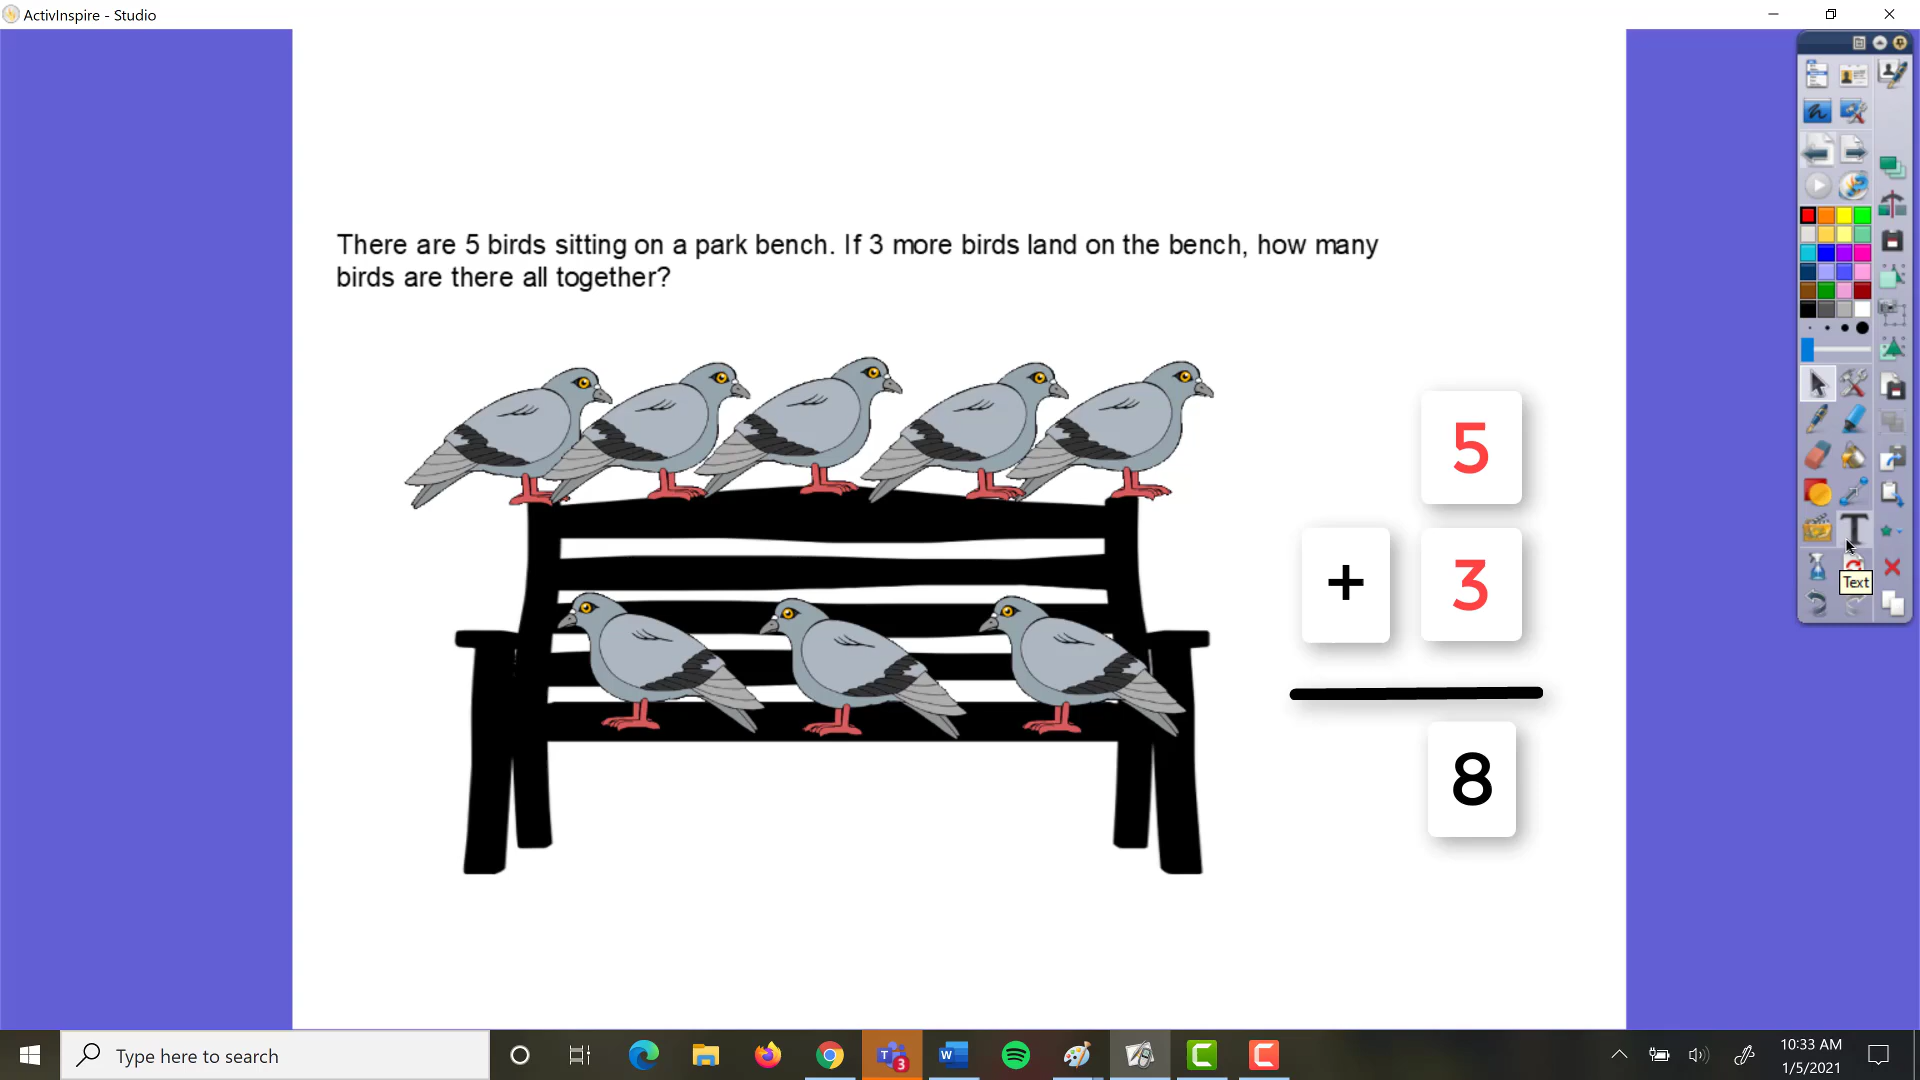 ActivInspire - Studio
There are 5 birds sitting on a park bench. If 3 more birds land on the bench, how many
birds are there all together?
5
+ 3
8
Text
Type here to search
3
10:33 AM
1/5/2021